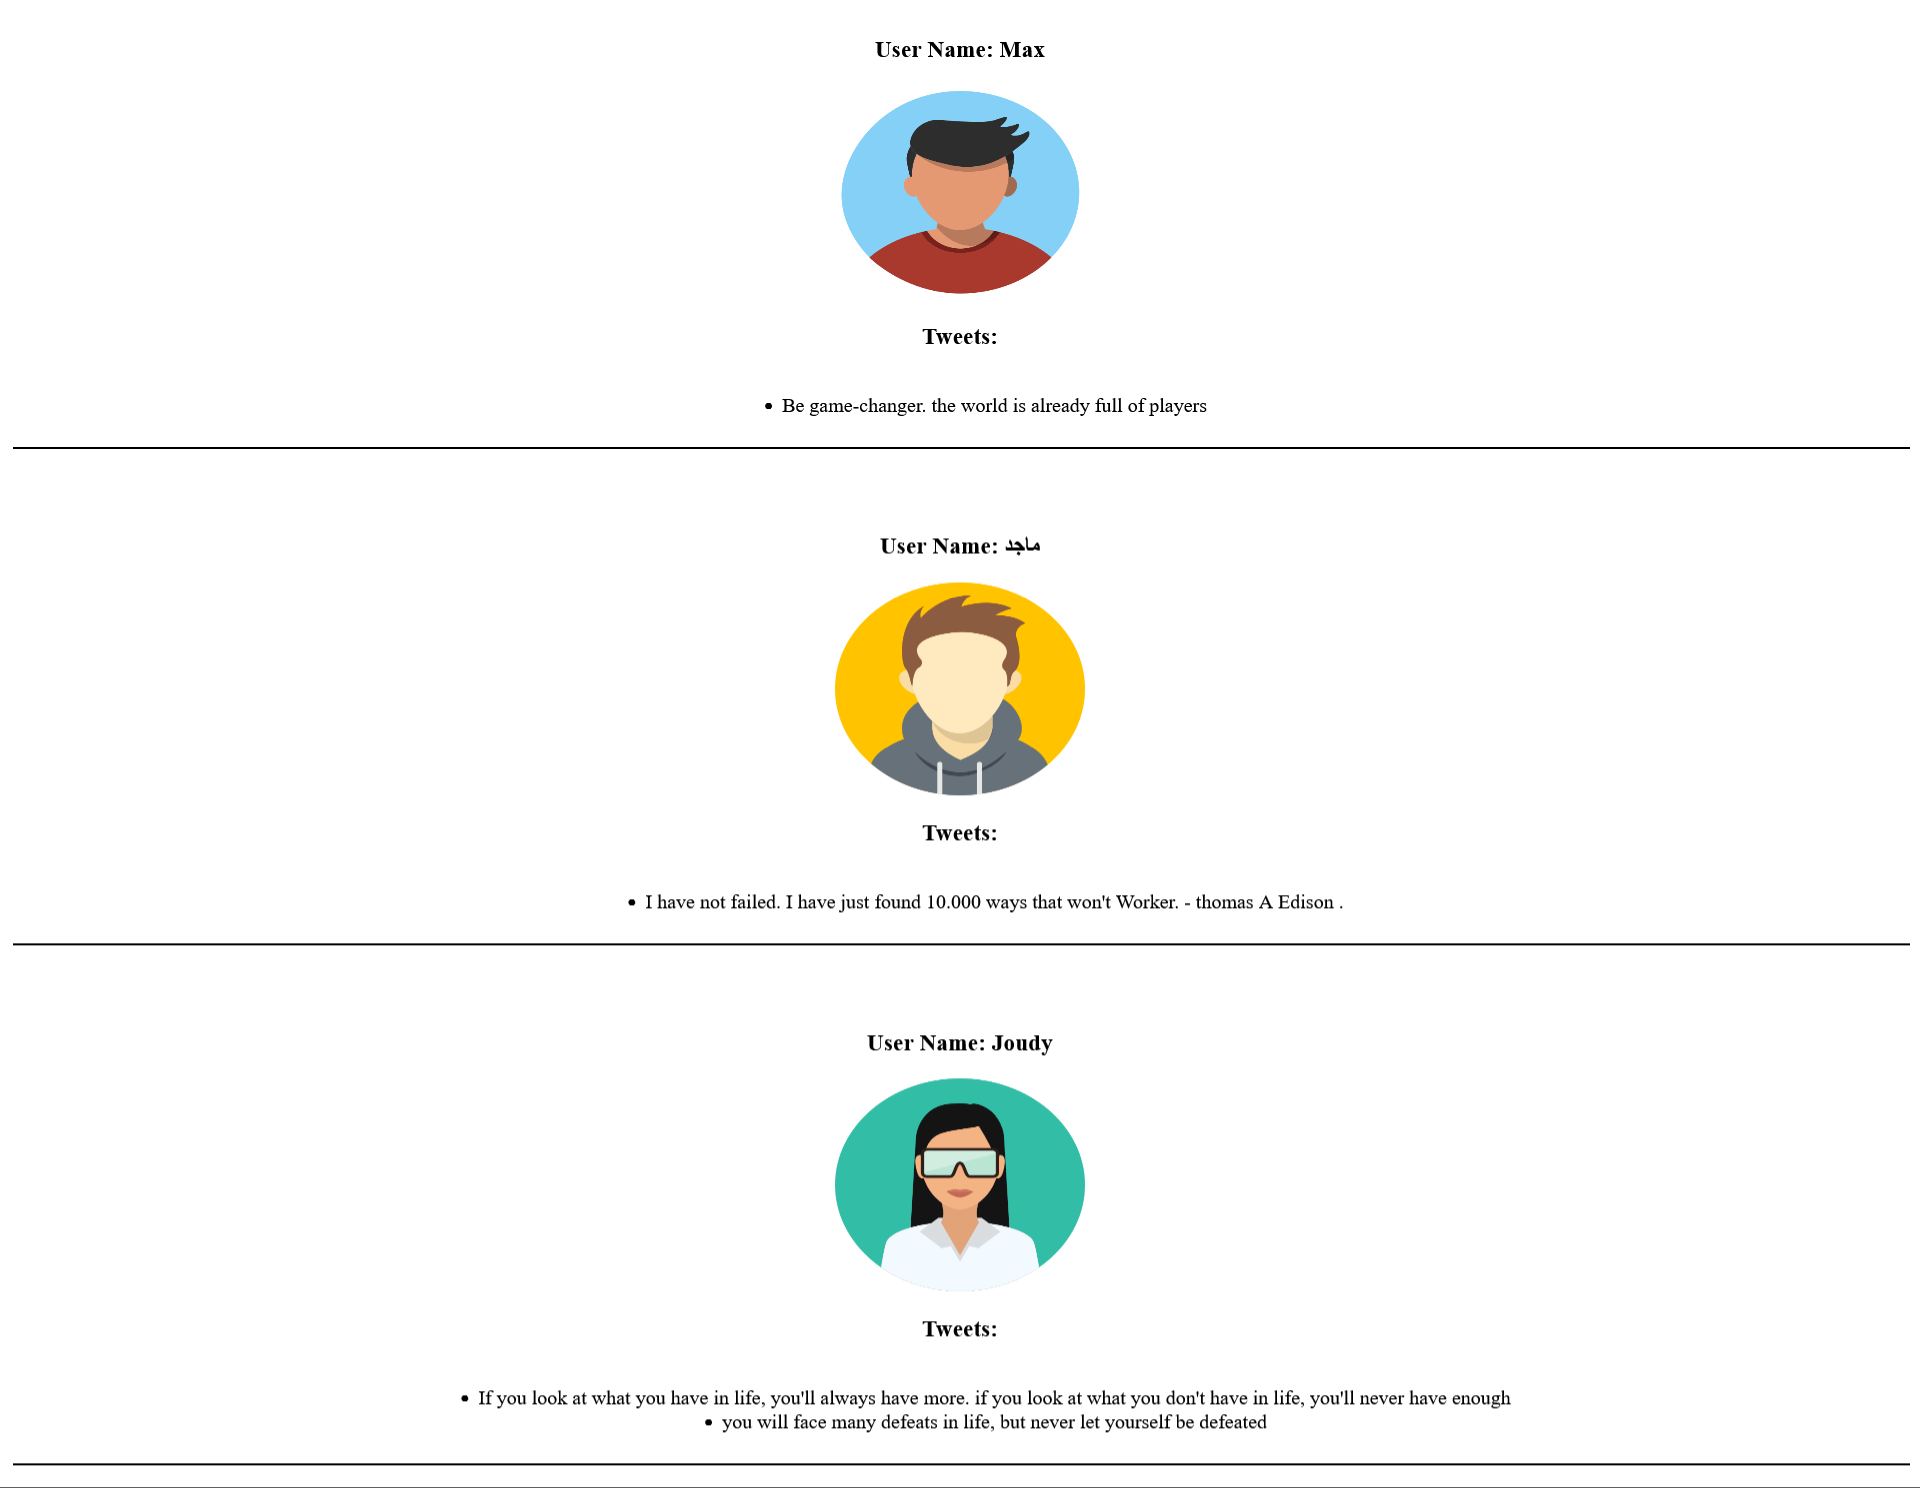 User Name: Max
Tweets:
• Be game-changer. the world is already full of players
User Name: ماجد
Tweets:
• I have not failed. I have just found 10.000 ways that won't Worker. - thomas A Edison .
User Name: Joudy
Tweets:
• If you look at what you have in life, you'll always have more. if you look at what you don't have in life, you'll never have enough
• you will face many defeats in life, but never let yourself be defeated